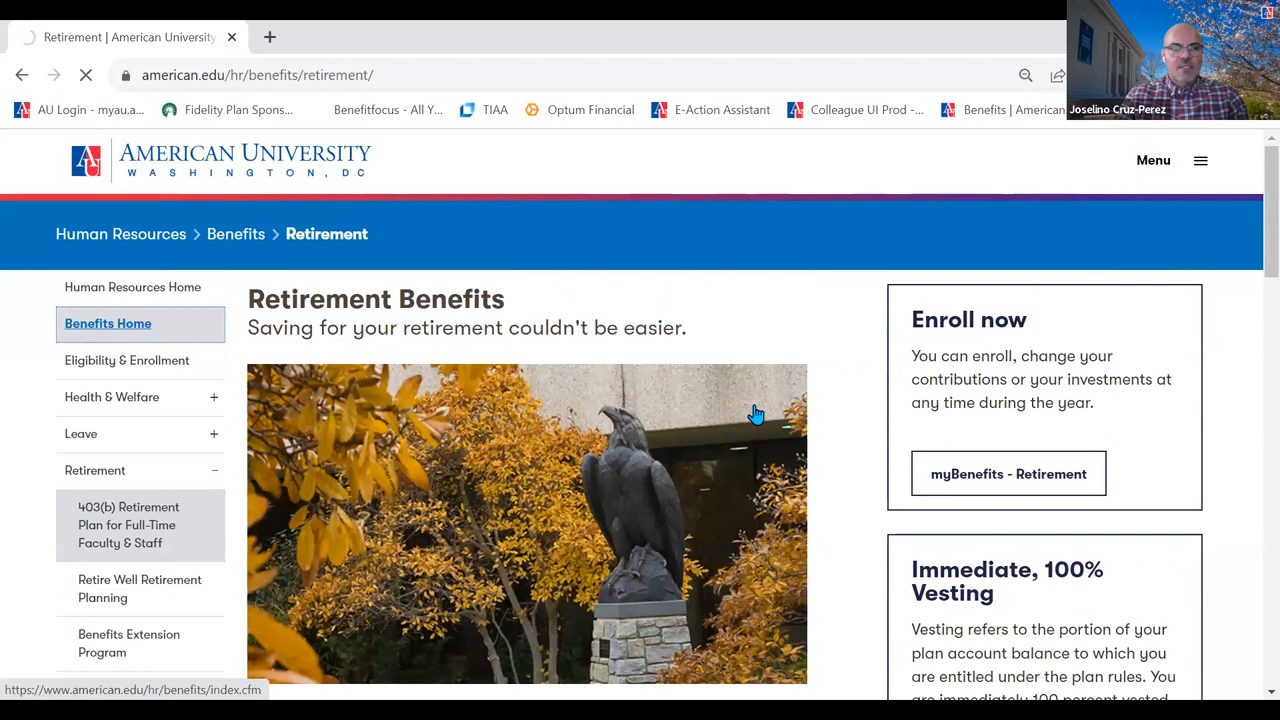 Retirement | American University,
american.edu/hr/benefits/retirement/
AU Login - myau.a...
Fidelity Plan Spons...
Benefitfocus - All Y...
TIAA
Optum Financial
E-Action Assistant
Colleague UI Prod -...
Benefits | American
Joselino Cruz-Perez
AU
AMERICAN UNIVERSITY
WASHINGTON, DC
Menu
Human Resources > Benefits > Retirement
Human Resources Home
Benefits Home
Eligibility & Enrollment
Health & Welfare +
Leave +
Retirement −
403(b) Retirement
Plan for Full-Time
Faculty & Staff
Retire Well Retirement
Planning
Benefits Extension
Program
Retirement Benefits
Saving for your retirement couldn't be easier.
Enroll now
You can enroll, change your
contributions or your investments at
any time during the year.
myBenefits - Retirement
Immediate, 100%
Vesting
Vesting refers to the portion of your
plan account balance to which you
are entitled under the plan rules. You
are immediately 100 percent vested
https://www.american.edu/hr/benefits/index.cfm